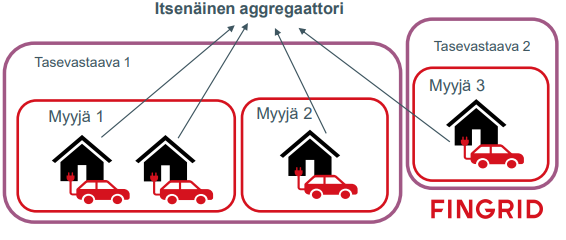 Itsenäinen aggregaattori
Tasevastaava 1
Tasevastaava 2
Myyjä 1
Myyjä 2
Myyjä 3
FINGRID